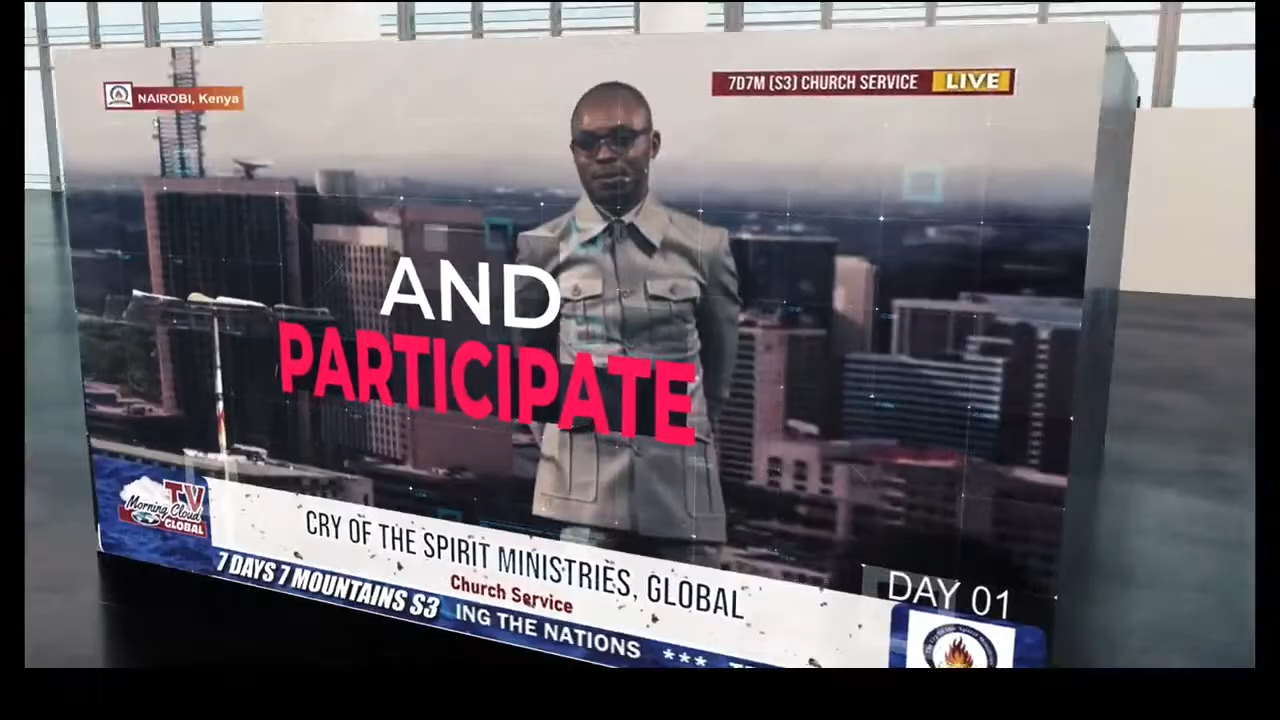 NAIROBI, Kenya
7D7M (S3) CHURCH SERVICE LIVE
AND
PARTICIPATE
TV
Morning Cloud
GLOBAL
CRY OF THE SPIRIT MINISTRIES, GLOBAL
Church Service
DAY 01
7 DAYS 7 MOUNTAINS S3
ING THE NATIONS ***